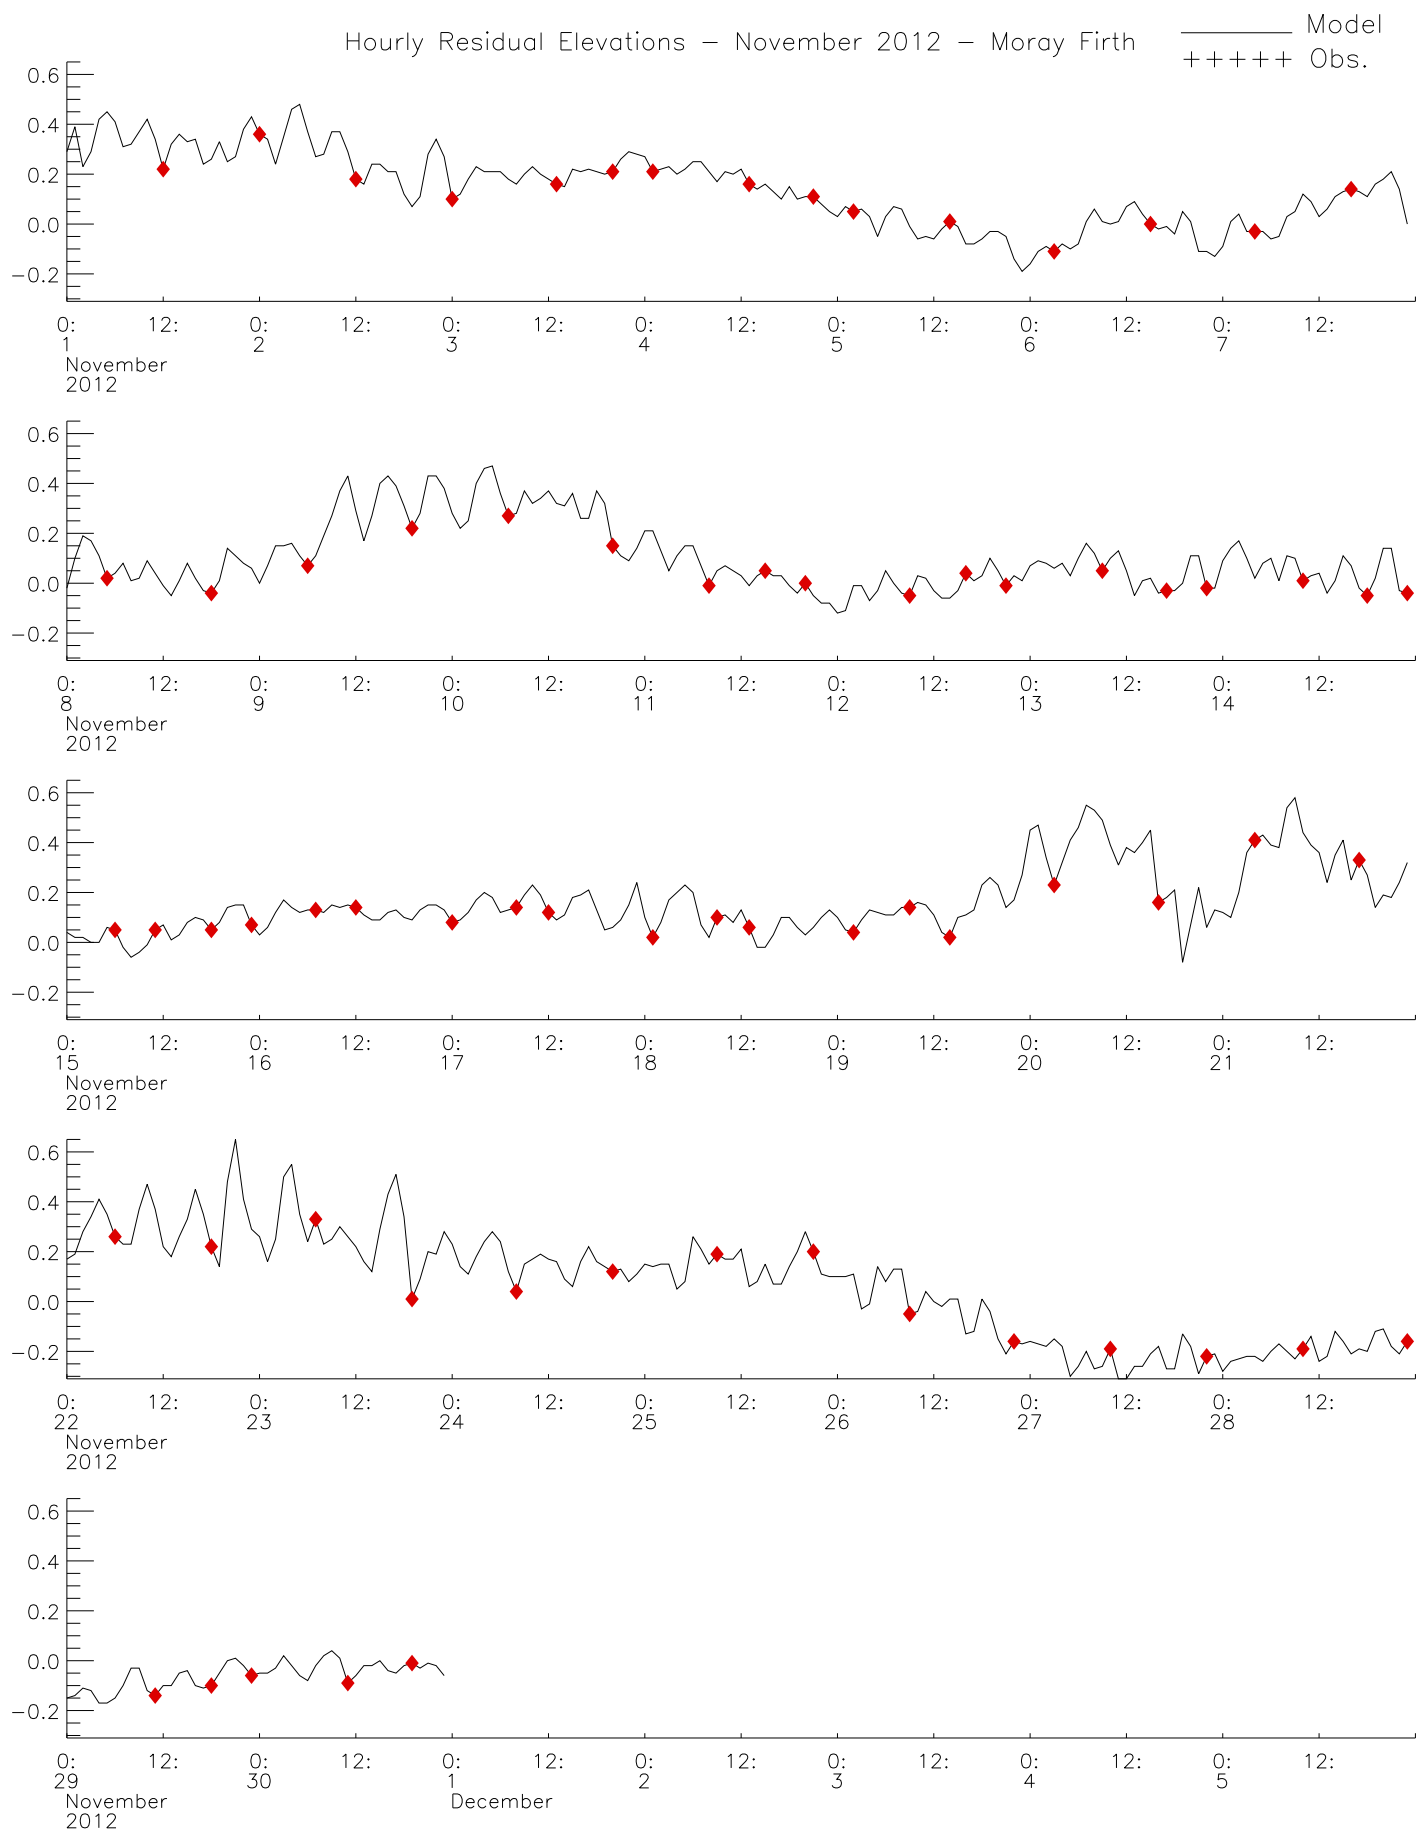 Hourly Residual Elevations − November 2012 − Moray Firth
Model
+++++ Obs.
0.6
0.4
0.2
0.0
−0.2
0: 12: 0: 12: 0: 12: 0: 12: 0: 12: 0: 12: 0: 12:
1 2 3 4 5 6 7
November
2012
0.6
0.4
0.2
0.0
−0.2
0: 12: 0: 12: 0: 12: 0: 12: 0: 12: 0: 12: 0: 12:
8 9 10 11 12 13 14
November
2012
0.6
0.4
0.2
0.0
−0.2
0: 12: 0: 12: 0: 12: 0: 12: 0: 12: 0: 12: 0: 12:
15 16 17 18 19 20 21
November
2012
0.6
0.4
0.2
0.0
−0.2
0: 12: 0: 12: 0: 12: 0: 12: 0: 12: 0: 12: 0: 12:
22 23 24 25 26 27 28
November
2012
0.6
0.4
0.2
0.0
−0.2
0: 12: 0: 12: 0: 12: 0: 12: 0: 12: 0: 12: 0: 12:
29 30 1 2 3 4 5
November December
2012